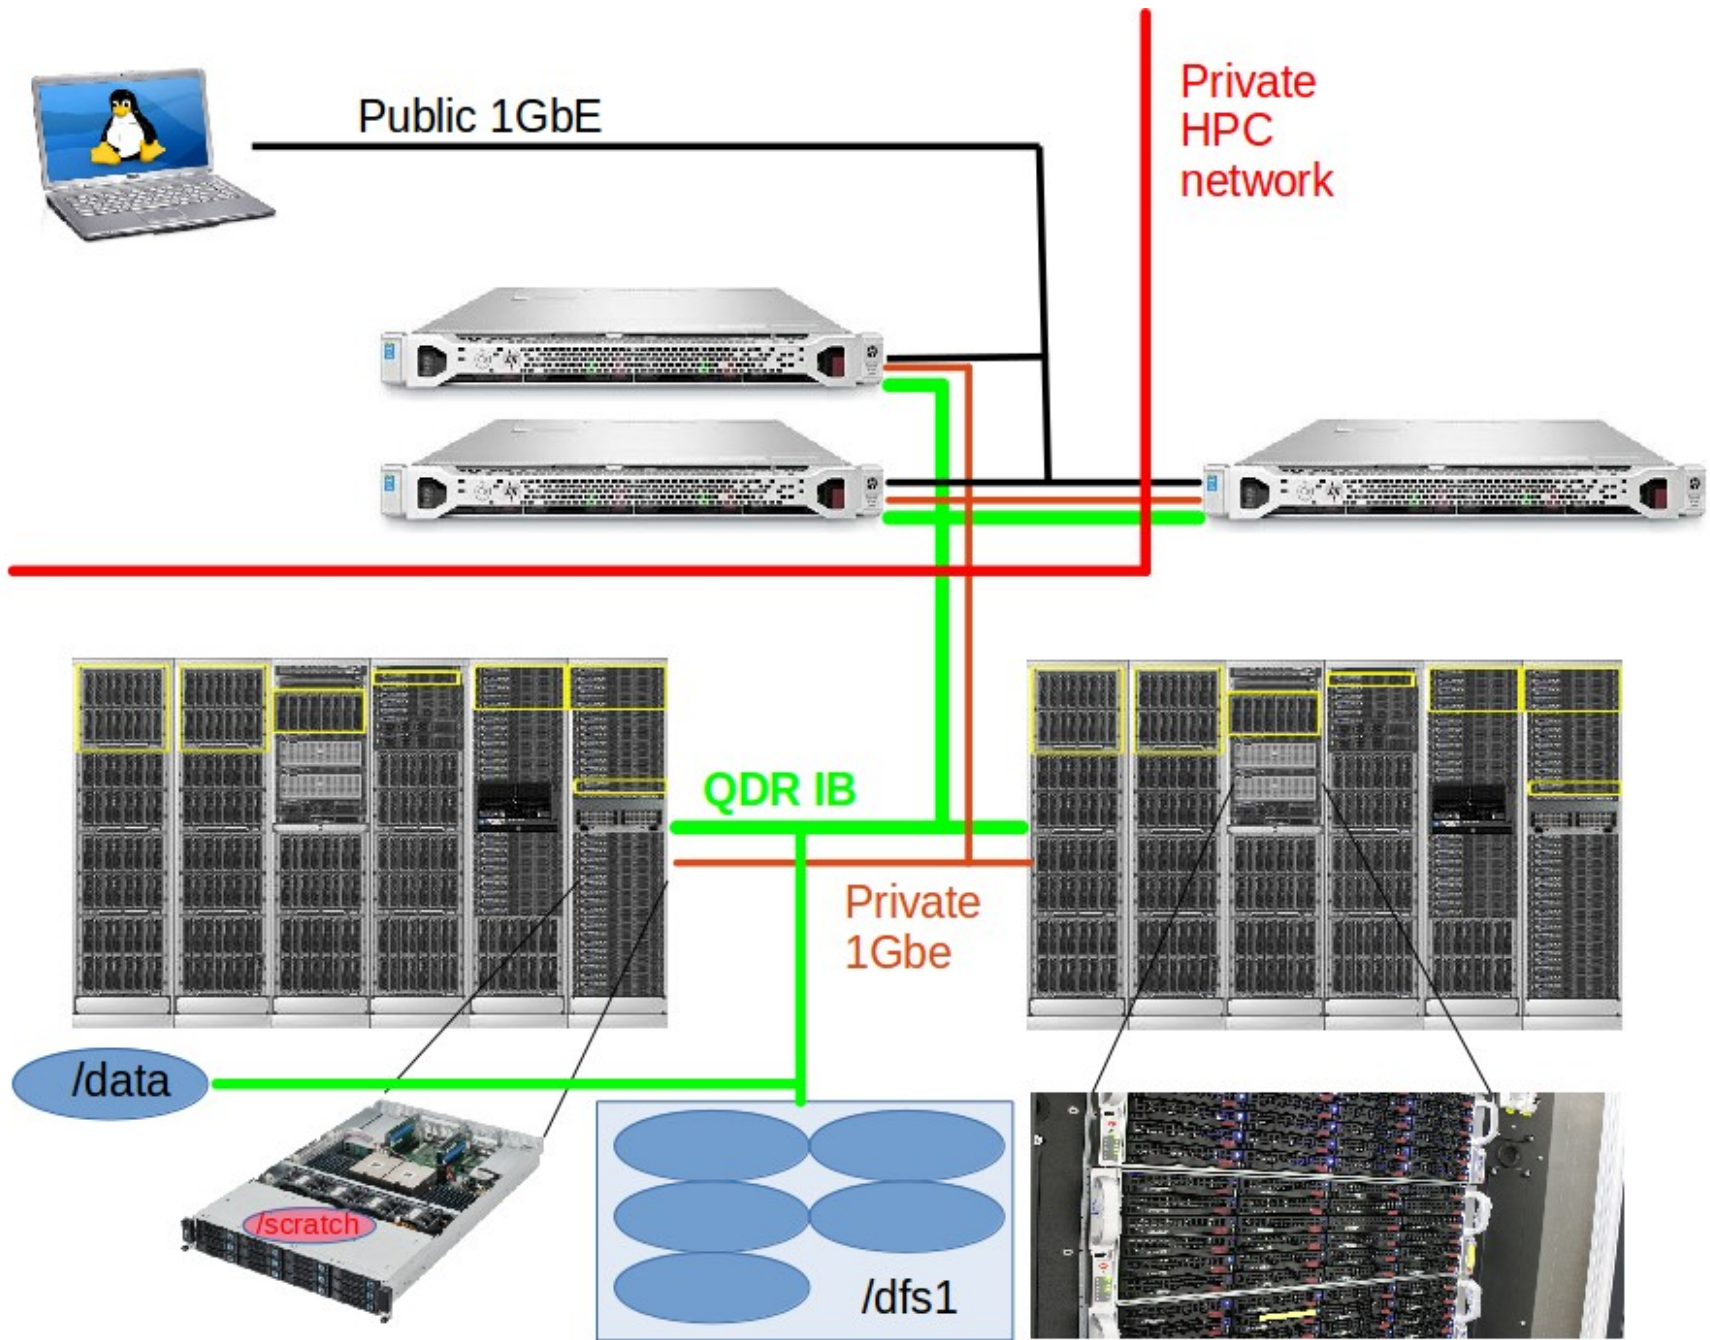 Public 1GbE
Private
HPC
network
QDR IB
Private
1Gbe
/data
/scratch
/dfs1